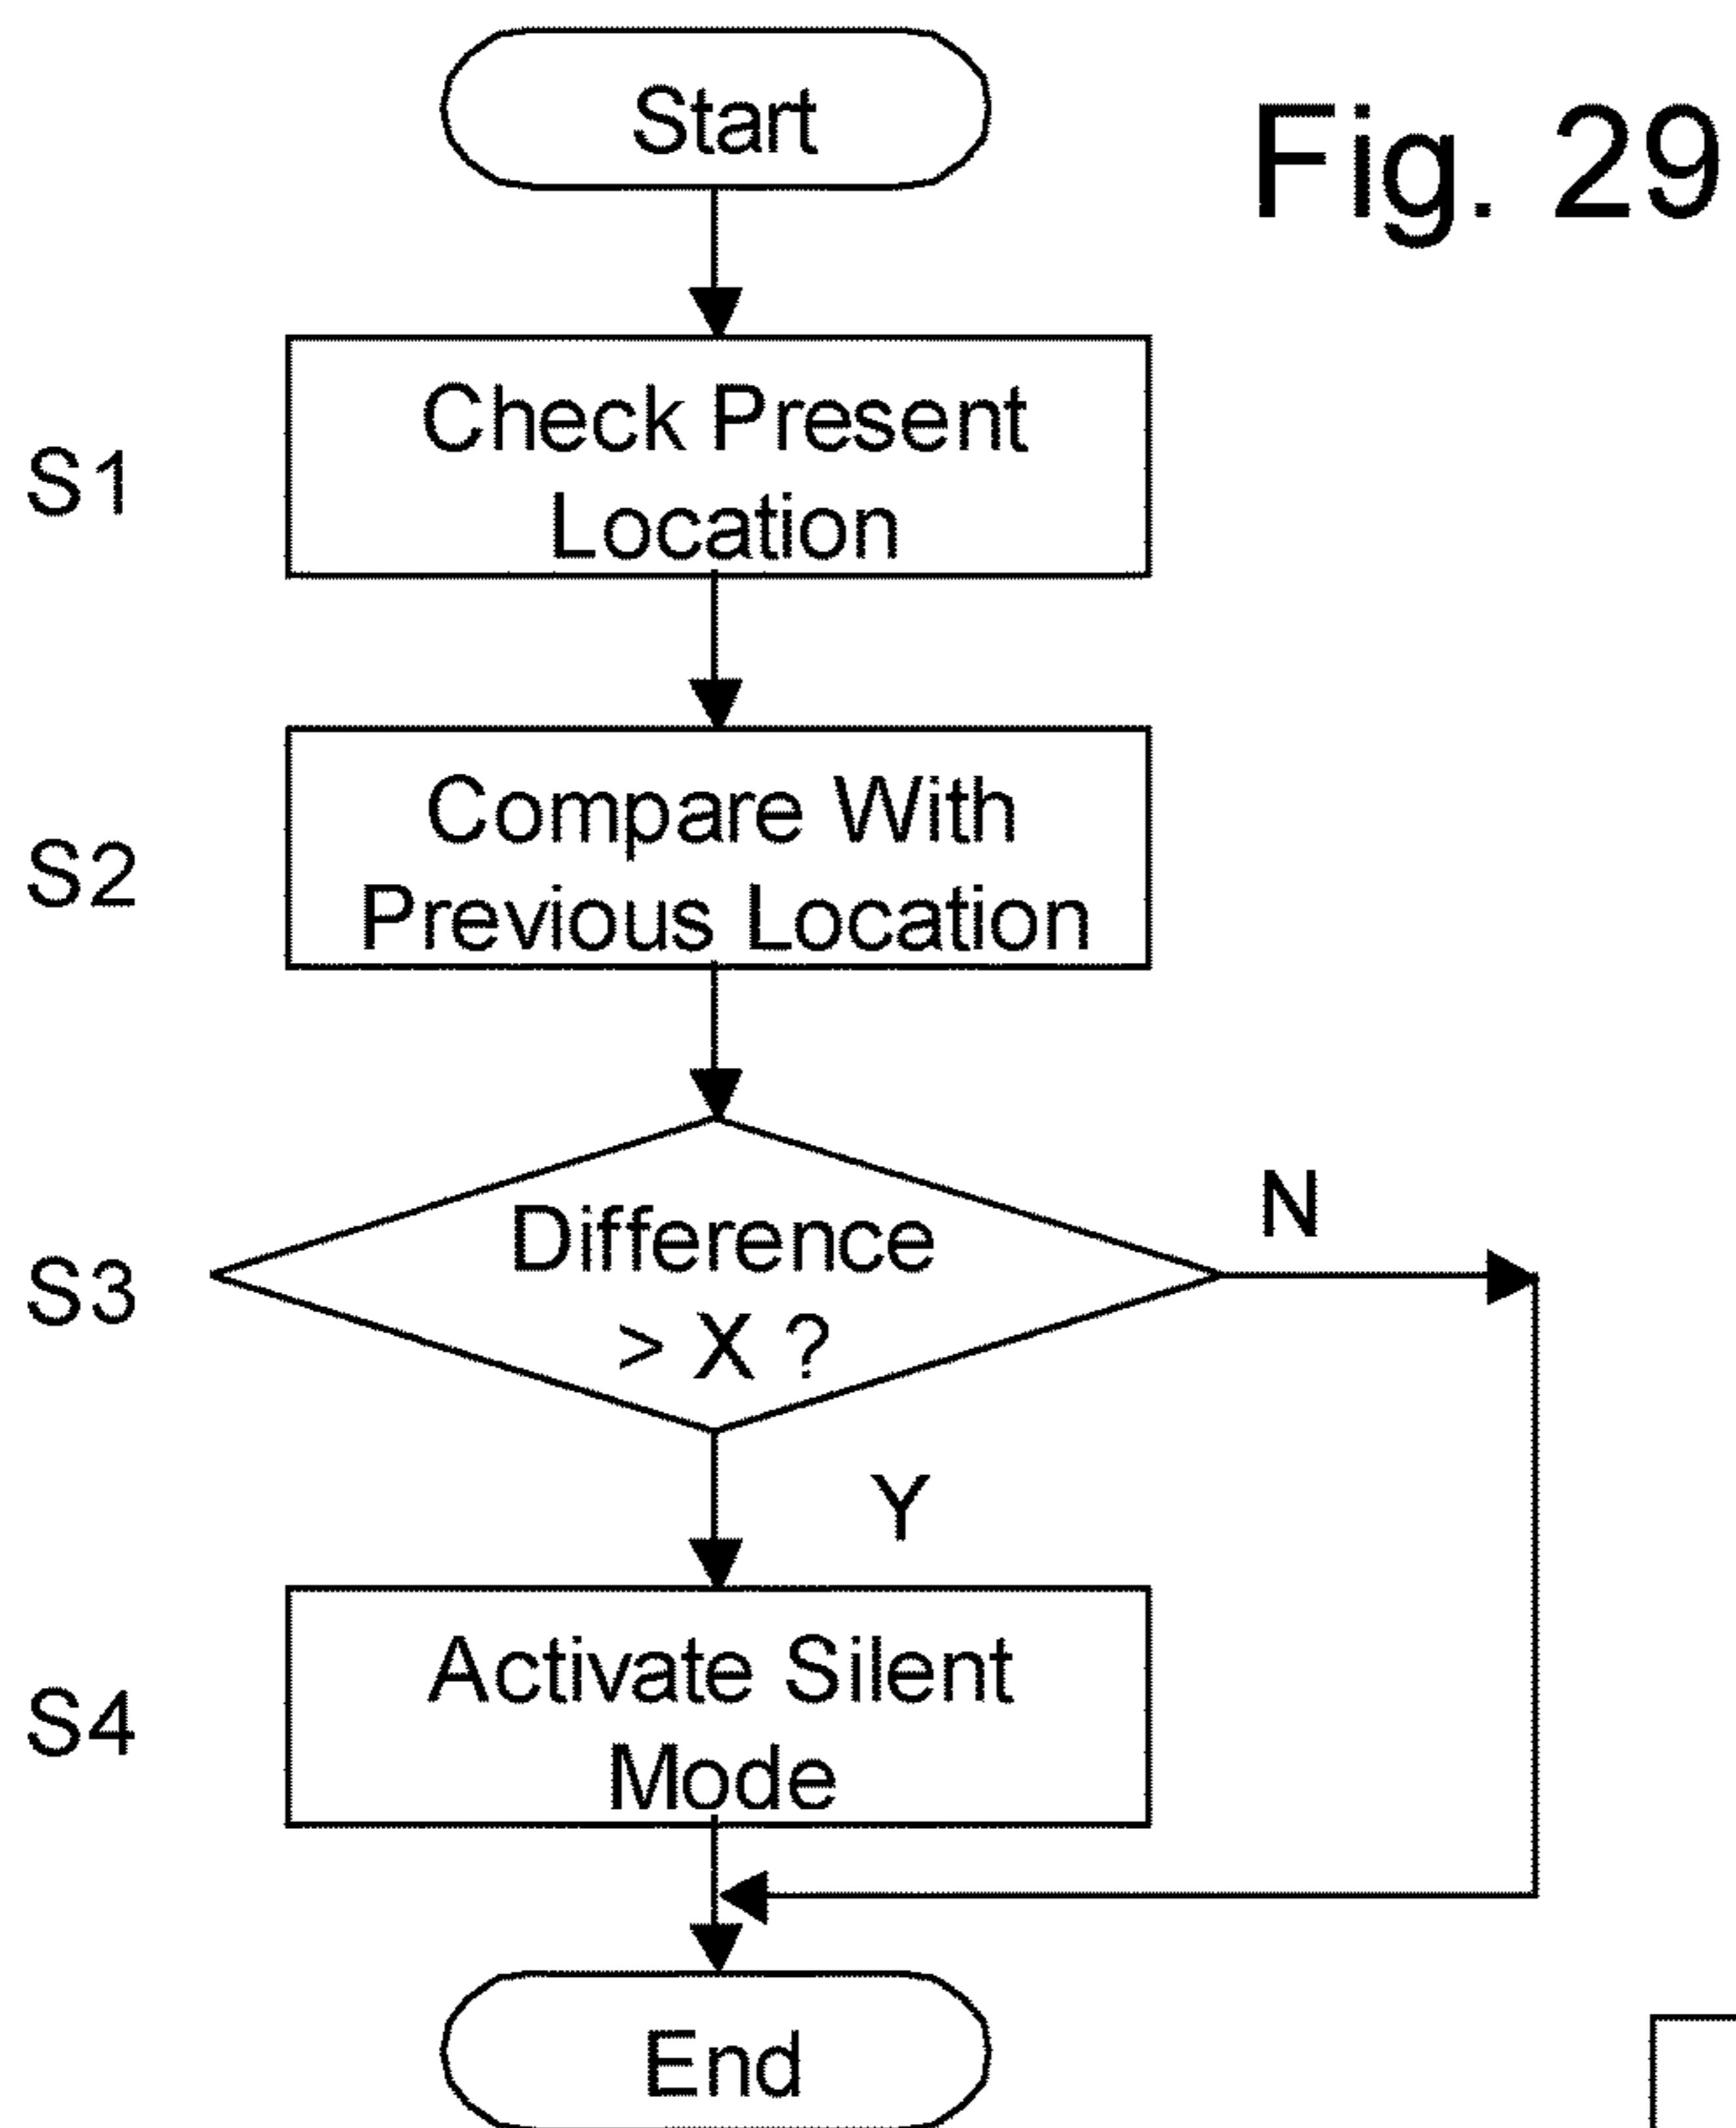 Start
Fig. 29
S1
Check Present
Location
S2
Compare With
Previous Location
S3
Difference
> X ?
N
Y
S4
Activate Silent
Mode
End